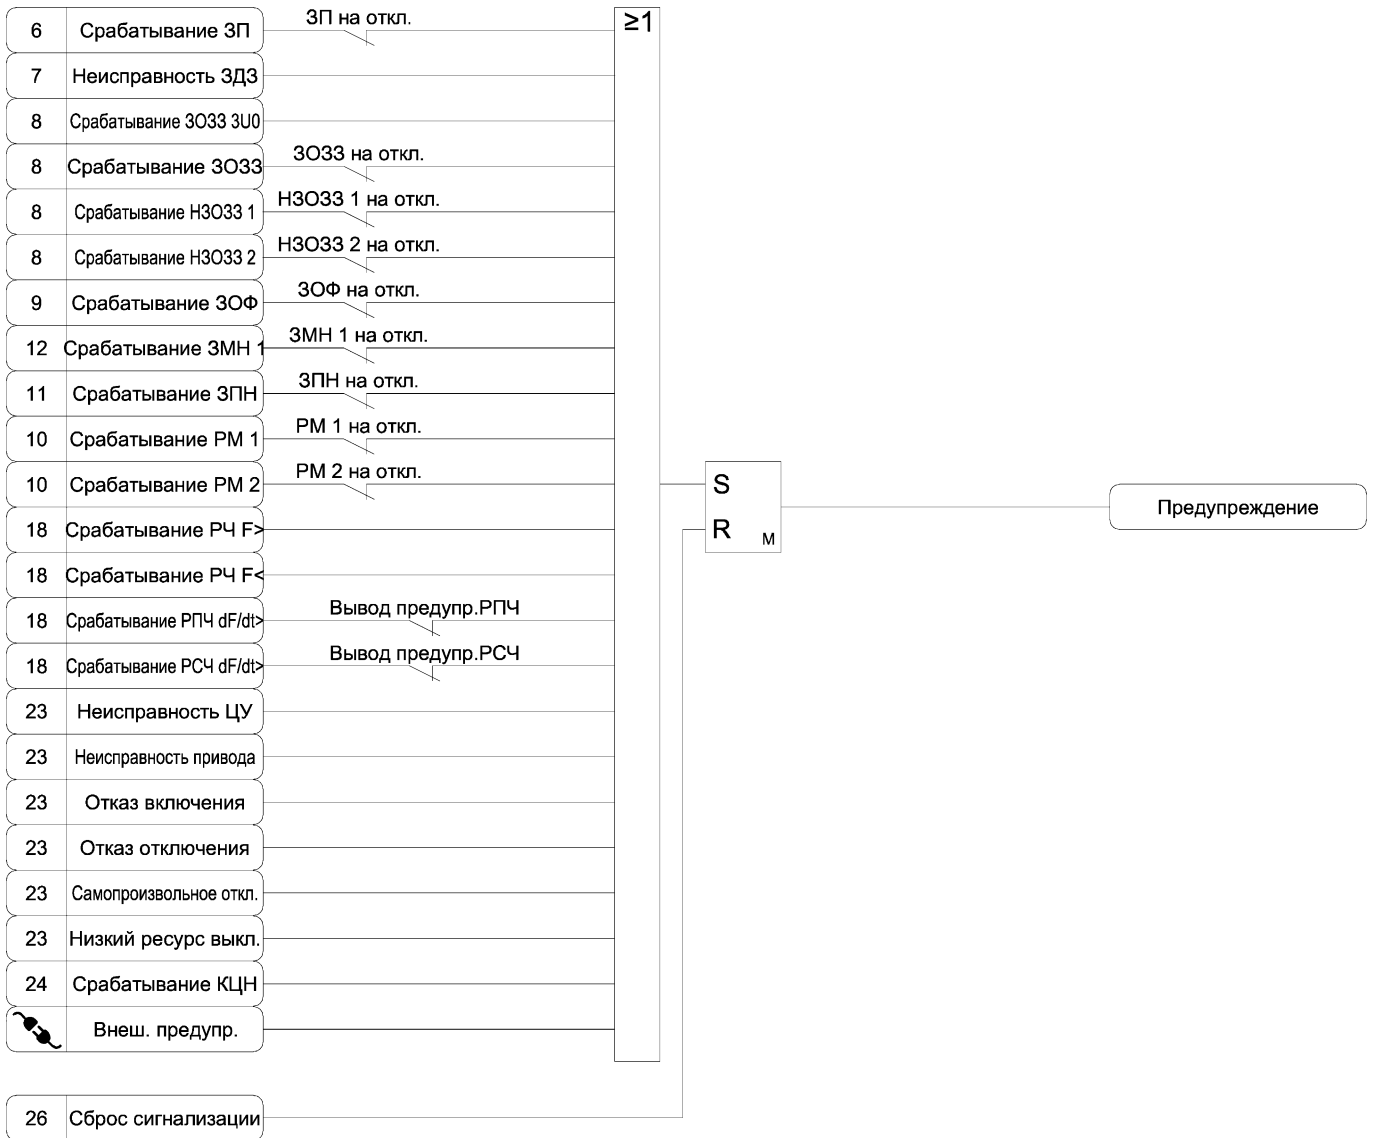 6 Срабатывание ЗП ЗП на откл. ≥1
7 Неисправность ЗДЗ
8 Срабатывание ЗОЗЗ 3U0
8 Срабатывание ЗОЗЗ ЗОЗЗ на откл.
8 Срабатывание НЗОЗЗ 1 НЗОЗЗ 1 на откл.
8 Срабатывание НЗОЗЗ 2 НЗОЗЗ 2 на откл.
9 Срабатывание ЗОФ ЗОФ на откл.
12 Срабатывание ЗМН 1 ЗМН 1 на откл.
11 Срабатывание ЗПН ЗПН на откл.
10 Срабатывание РМ 1 РМ 1 на откл.
10 Срабатывание РМ 2 РМ 2 на откл. S
Предупреждение
18 Срабатывание РЧ F> R М
18 Срабатывание РЧ F<
18 Срабатывание РПЧ dF/dt> Вывод предупр.РПЧ
18 Срабатывание РСЧ dF/dt> Вывод предупр.РСЧ
23 Неисправность ЦУ
23 Неисправность привода
23 Отказ включения
23 Отказ отключения
23 Самопроизвольное откл.
23 Низкий ресурс выкл.
24 Срабатывание КЦН
Внеш. предупр.
26 Сброс сигнализации